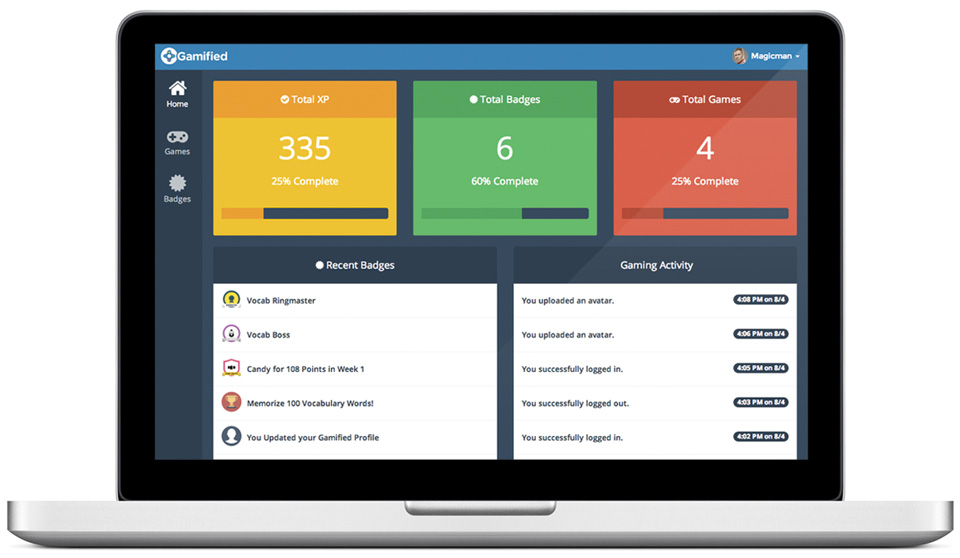 Gamified
Magicman
Home
Games
Badges
Total XP
335
25% Complete
Total Badges
6
60% Complete
Total Games
4
25% Complete
Recent Badges
Vocab Ringmaster
Vocab Boss
Candy for 108 Points in Week 1
Memorize 100 Vocabulary Words!
You Updated your Gamified Profile
Gaming Activity
You uploaded an avatar. 4:08 PM on 8/4
You uploaded an avatar. 4:06 PM on 8/4
You successfully logged in. 4:05 PM on 8/4
You successfully logged out. 4:03 PM on 8/4
You successfully logged in. 4:02 PM on 8/4